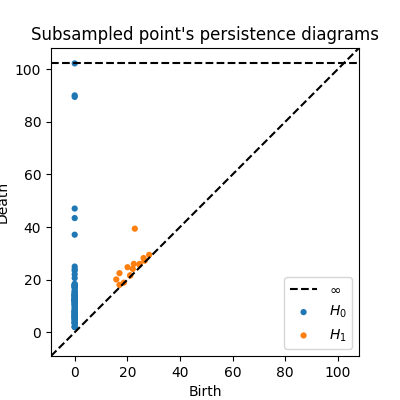 Subsampled point's persistence diagrams
100
80
60
40
20
0
Death
∞
H₀
H₁
0 20 40 60 80 100
Birth